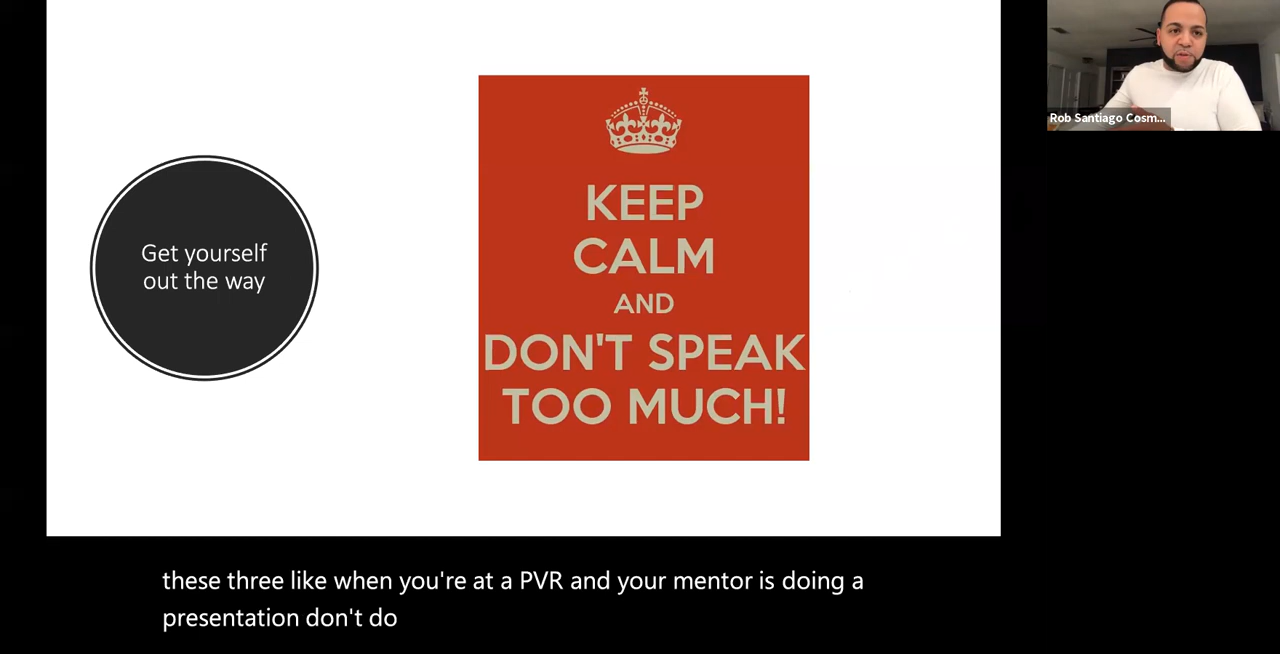 Get yourself
out the way
KEEP
CALM
AND
DON'T SPEAK
TOO MUCH!
Rob Santiago Cosm...
these three like when you're at a PVR and your mentor is doing a
presentation don't do